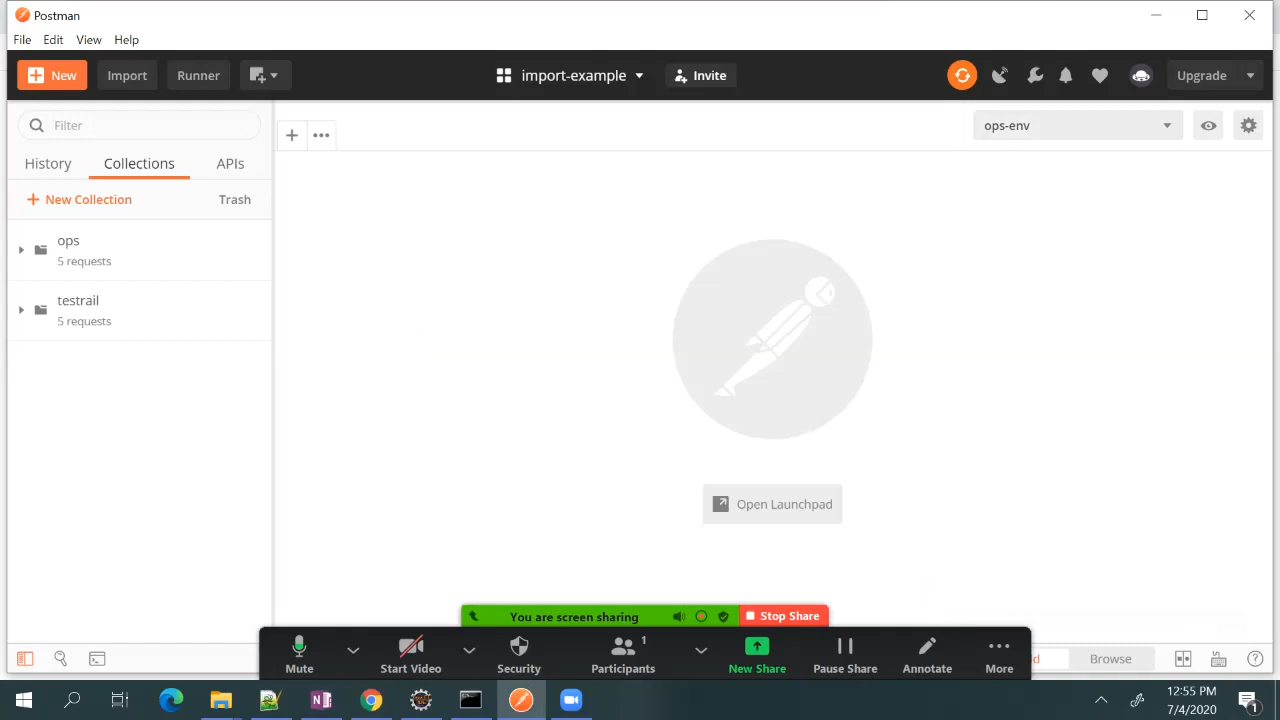 Postman
File Edit View Help
New Import Runner import-example Invite Upgrade
Filter
ops-env
History Collections APIs
New Collection Trash
ops
5 requests
testrail
5 requests
Open Launchpad
You are screen sharing Stop Share
Mute Start Video Security Participants 1 New Share Pause Share Annotate More
Browse
12:55 PM
7/4/2020
1